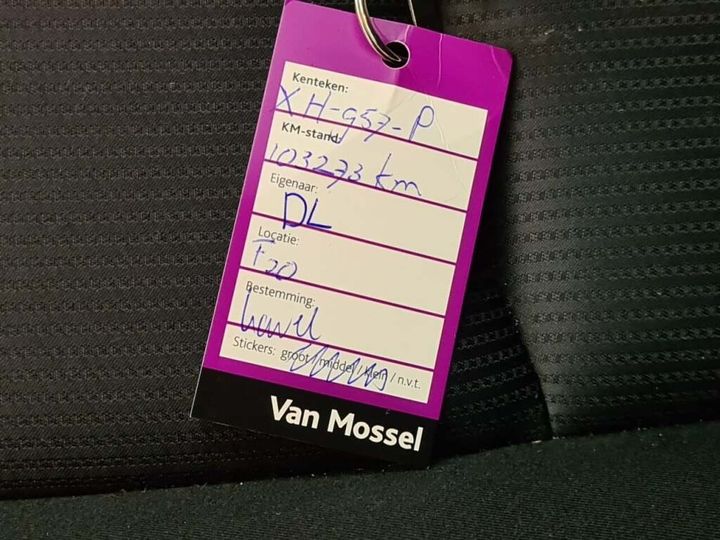 Kenteken:
XH-957-P
KM-stand:
103273 km
Eigenaar:
DL
Locatie:
F20
Bestemming:
Stickers: groot / middel / klein / n.v.t.
Van Mossel